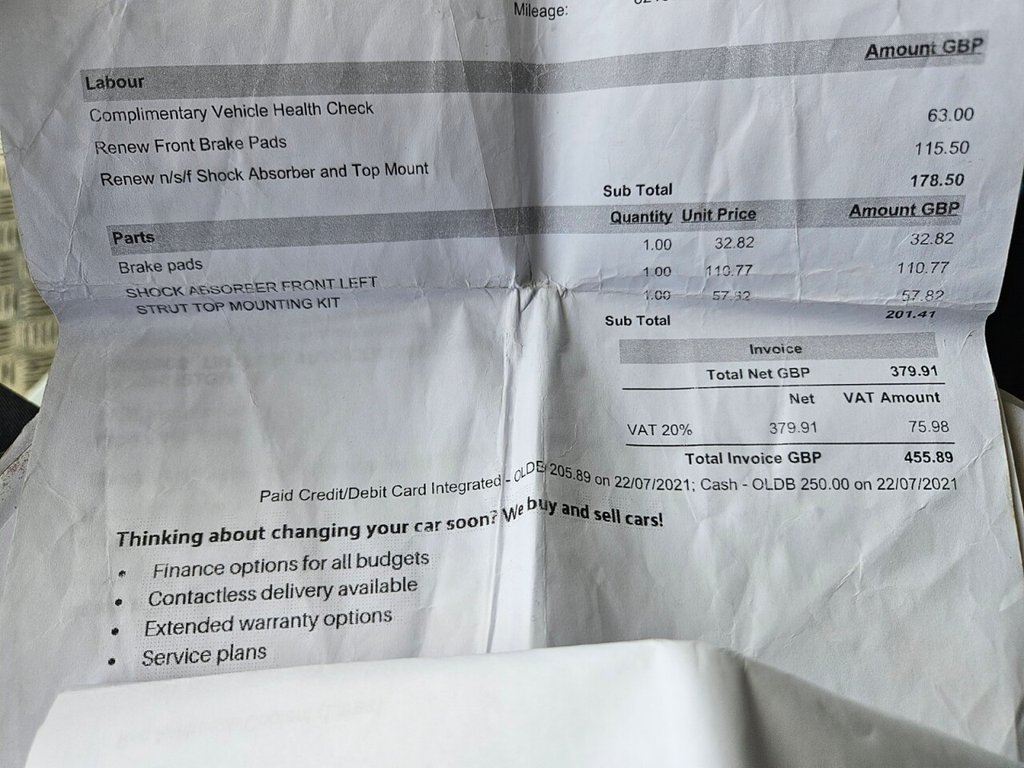 Mileage:
Amount GBP
Labour
Complimentary Vehicle Health Check
Renew Front Brake Pads 63.00
Renew n/s/f Shock Absorber and Top Mount 115.50
Sub Total 178.50
Parts Quantity Unit Price Amount GBP
Brake pads 1.00 32.82 32.82
SHOCK ABSORBER FRONT LEFT 1.00 110.77 110.77
STRUT TOP MOUNTING KIT 1.00 57.82 57.82
Sub Total 201.41
Invoice
Total Net GBP 379.91
Net VAT Amount
VAT 20% 379.91 75.98
Total Invoice GBP 455.89
Paid Credit/Debit Card Integrated - OLDB 205.89 on 22/07/2021; Cash - OLDB 250.00 on 22/07/2021
Thinking about changing your car soon? We buy and sell cars!
• Finance options for all budgets
• Contactless delivery available
• Extended warranty options
• Service plans